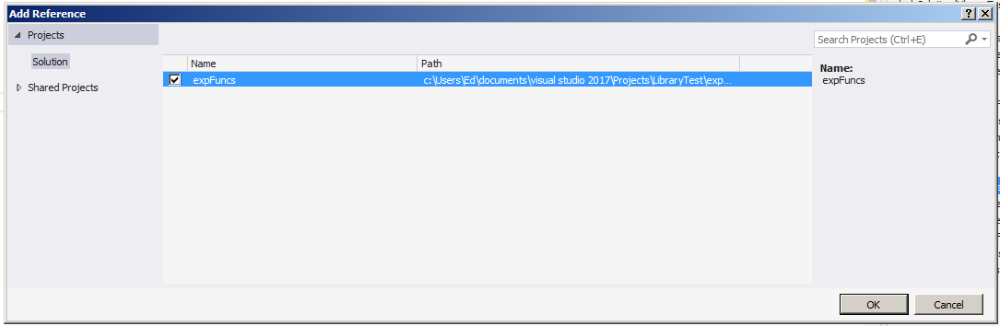 Add Reference
Projects
Solution
Shared Projects
Search Projects (Ctrl+E)
Name Path
expFuncs c:\Users\Ed\documents\visual studio 2017\Projects\LibraryTest\exp...
Name:
expFuncs
OK Cancel